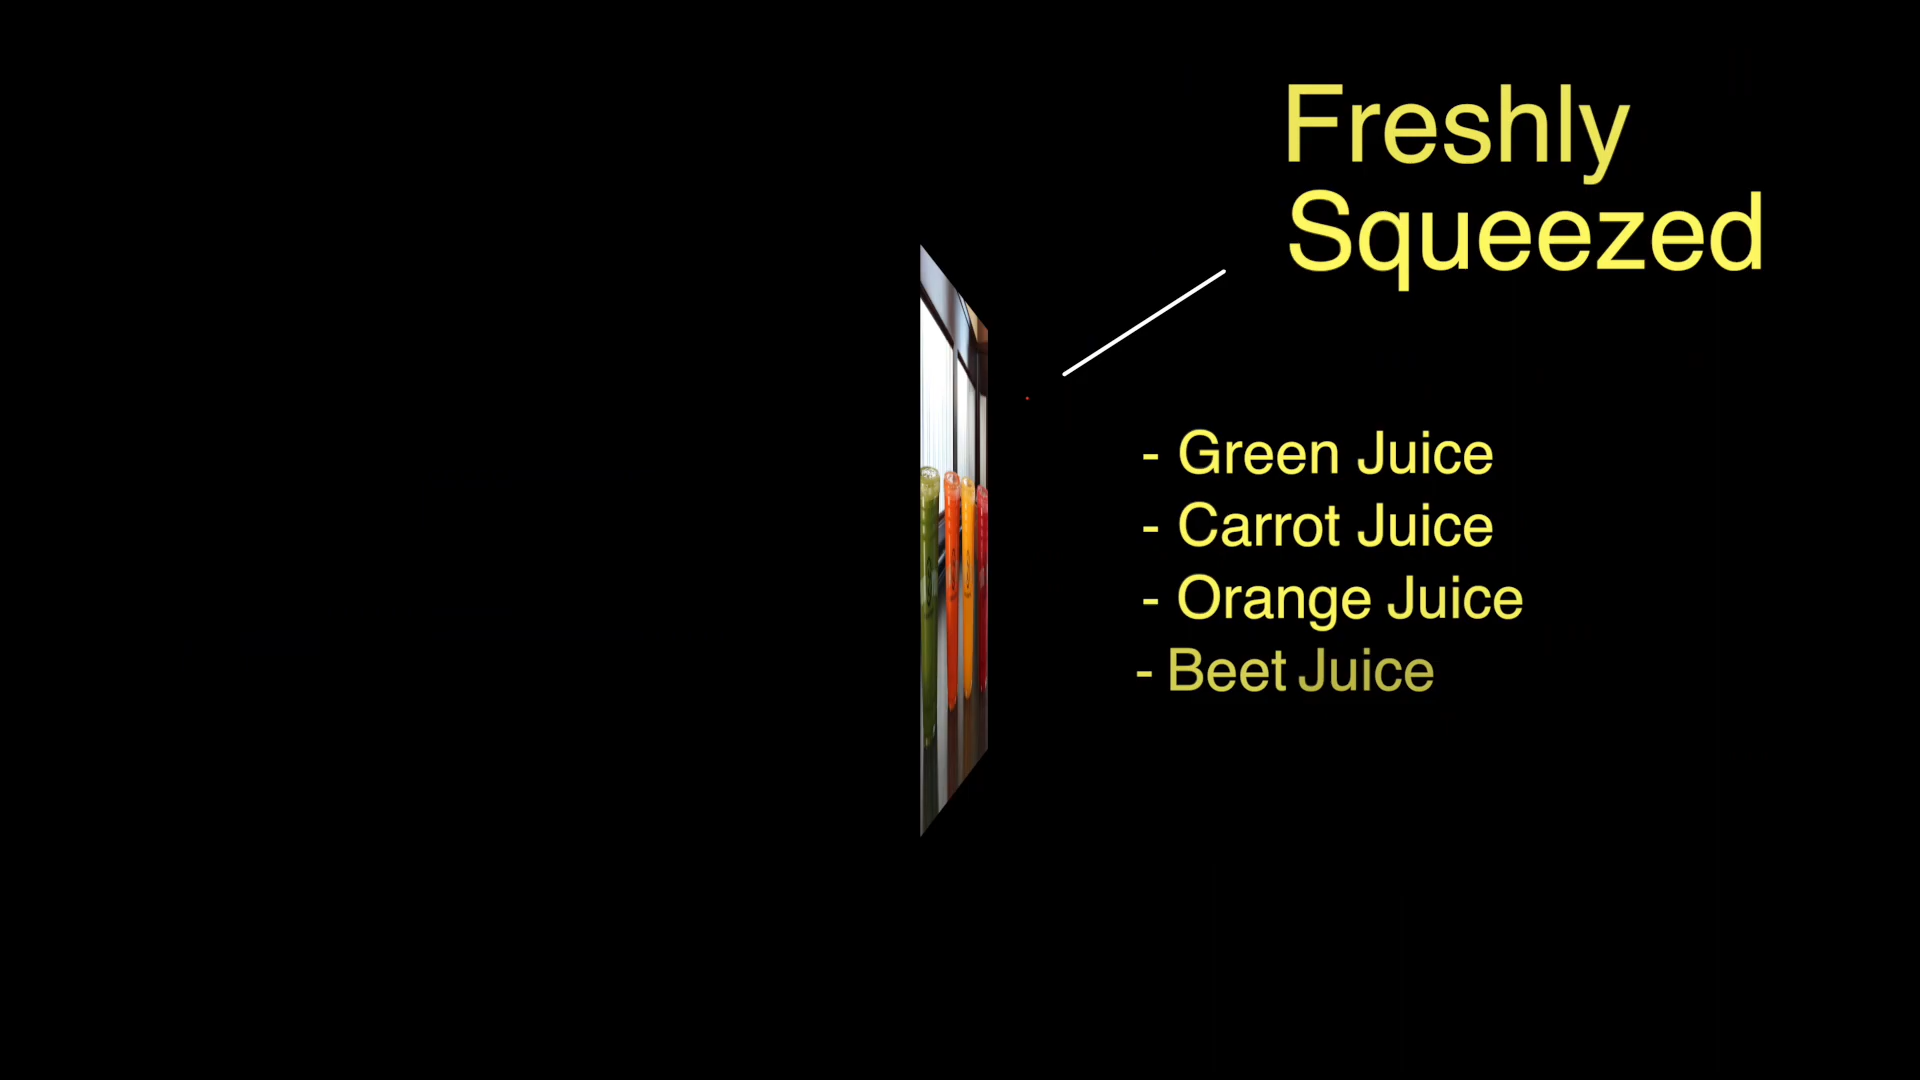 Freshly
Squeezed
- Green Juice
- Carrot Juice
- Orange Juice
- Beet Juice